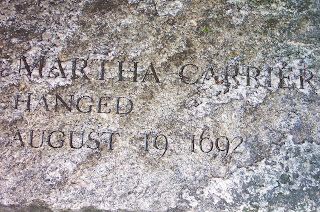 MARTHA CARRIER
HANGED
AUGUST 19, 1692